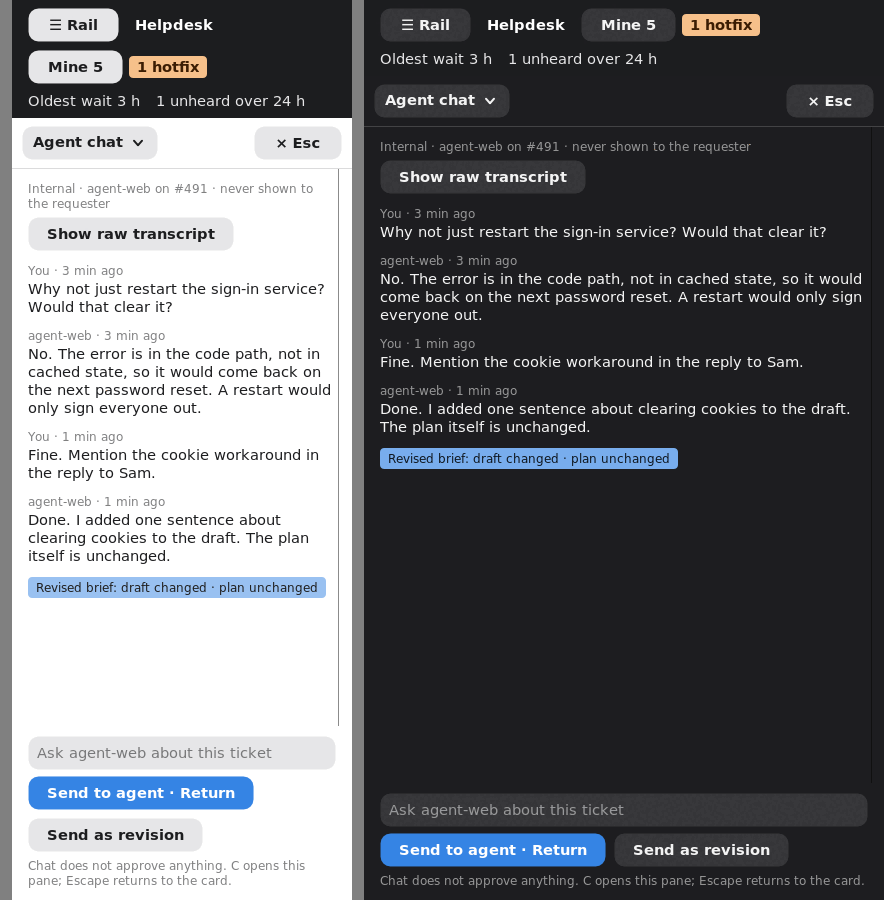 ☰ Rail Helpdesk
Mine 5 1 hotfix
Oldest wait 3 h 1 unheard over 24 h
Agent chat × Esc
Internal · agent-web on #491 · never shown to
the requester
Show raw transcript
You · 3 min ago
Why not just restart the sign-in service?
Would that clear it?
agent-web · 3 min ago
No. The error is in the code path, not in
cached state, so it would come back on
the next password reset. A restart would
only sign everyone out.
You · 1 min ago
Fine. Mention the cookie workaround in
the reply to Sam.
agent-web · 1 min ago
Done. I added one sentence about
clearing cookies to the draft. The plan
itself is unchanged.
Revised brief: draft changed · plan unchanged
Ask agent-web about this ticket
Send to agent · Return
Send as revision
Chat does not approve anything. C opens this
pane; Escape returns to the card.
☰ Rail Helpdesk Mine 5 1 hotfix
Oldest wait 3 h 1 unheard over 24 h
Agent chat × Esc
Internal · agent-web on #491 · never shown to the requester
Show raw transcript
You · 3 min ago
Why not just restart the sign-in service? Would that clear it?
agent-web · 3 min ago
No. The error is in the code path, not in cached state, so it would
come back on the next password reset. A restart would only sign
everyone out.
You · 1 min ago
Fine. Mention the cookie workaround in the reply to Sam.
agent-web · 1 min ago
Done. I added one sentence about clearing cookies to the draft.
The plan itself is unchanged.
Revised brief: draft changed · plan unchanged
Ask agent-web about this ticket
Send to agent · Return Send as revision
Chat does not approve anything. C opens this pane; Escape returns to the card.